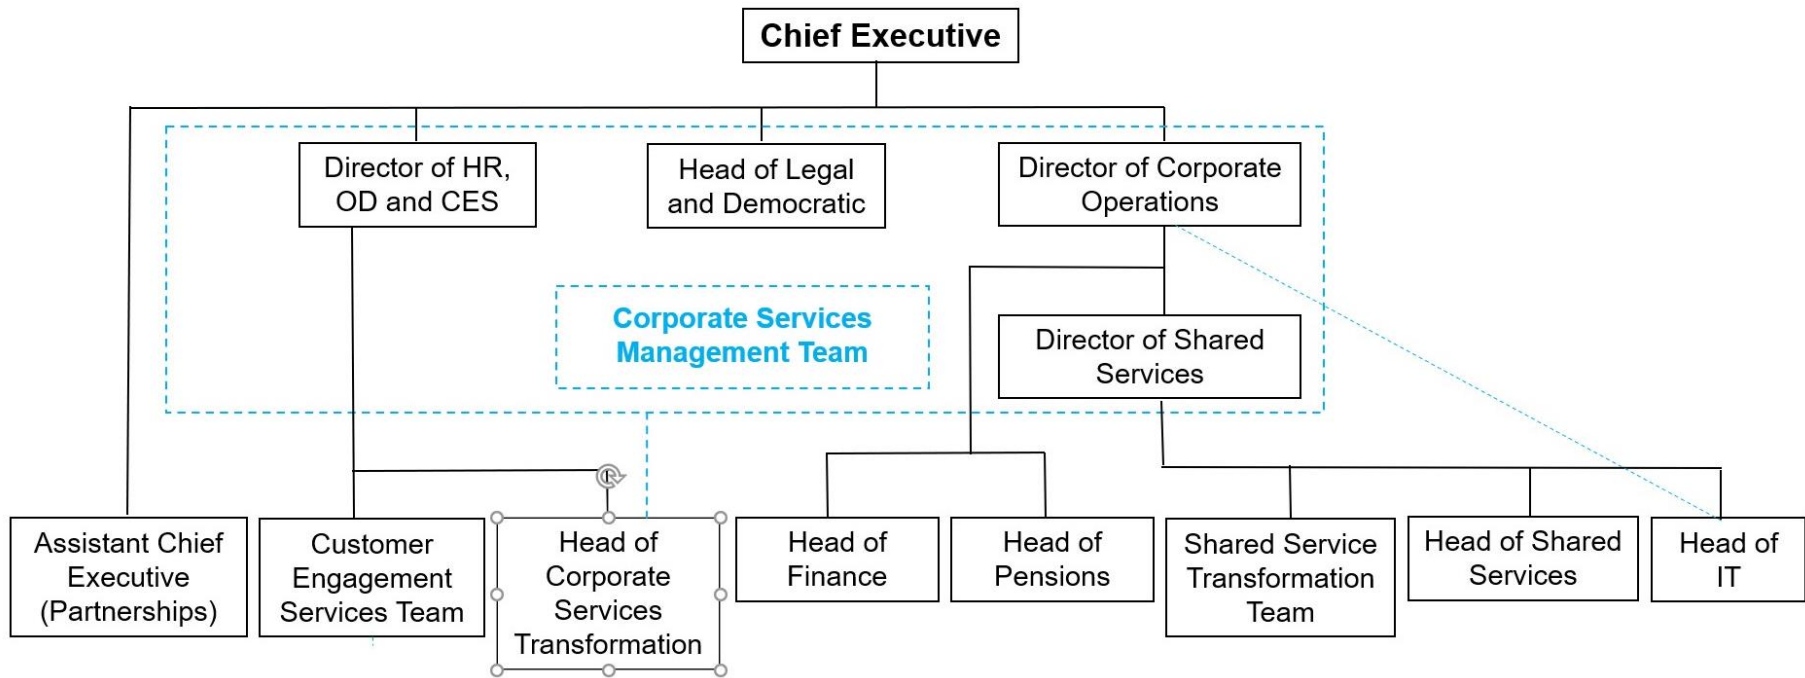 Chief Executive
Director of HR,
OD and CES
Head of Legal
and Democratic
Director of Corporate
Operations
Corporate Services
Management Team
Director of Shared
Services
Assistant Chief
Executive
(Partnerships)
Customer
Engagement
Services Team
Head of
Corporate
Services
Transformation
Head of
Finance
Head of
Pensions
Shared Service
Transformation
Team
Head of Shared
Services
Head of
IT